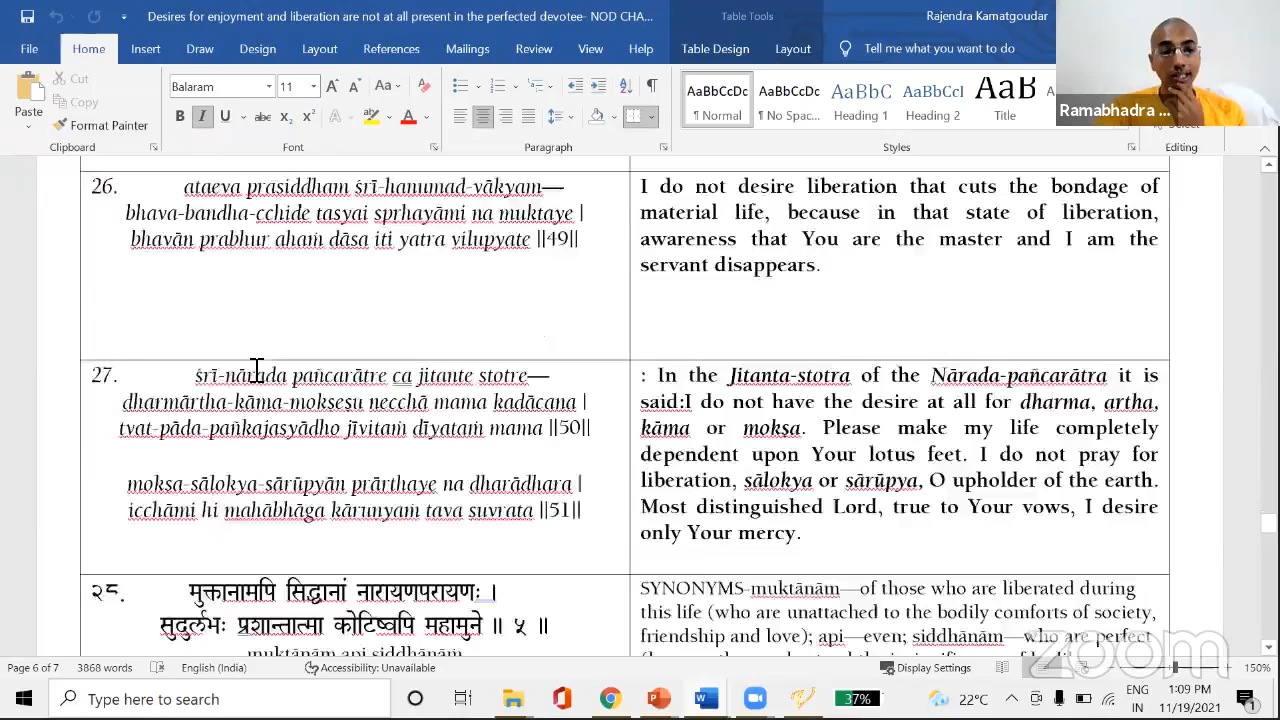 Desires for enjoyment and liberation are not at all present in the perfected devotee- NOD CHA...
Table Tools
Rajendra Kamatgoudar
File Home Insert Draw Design Layout References Mailings Review View Help Table Design Layout Tell me what you want to do
Cut
Copy
Paste
Format Painter
Balaram 11
AaBbCcDc AaBbCcDc AaBbC AaBbCcI AaB
¶ Normal ¶ No Spac... Heading 1 Heading 2 Title
Ramabhadra ...
Clipboard Font Paragraph Styles Editing
26. ataeva prasiddham śrī-hanumad-vākyam—
bhava-bandha-cchide tasyai spṛhayāmi na muktaye |
bhavān prabhur ahaṁ dāsa iti yatra vilupyate ||49||
I do not desire liberation that cuts the bondage of
material life, because in that state of liberation,
awareness that You are the master and I am the
servant disappears.
27. śrī-nārada pañcarātre ca jitante stotre—
dharmārtha-kāma-mokṣeṣu necchā mama kadācana |
tvat-pāda-paṅkajasyādho jīvitaṁ dīyataṁ mama ||50||
mokṣa-sālokya-sārūpyān prārthaye na dharādhara |
icchāmi hi mahābhāga kāruṇyaṁ tava suvrata ||51||
: In the Jitanta-stotra of the Nārada-pañcarātra it is
said:I do not have the desire at all for dharma, artha,
kāma or mokṣa. Please make my life completely
dependent upon Your lotus feet. I do not pray for
liberation, sālokya or sārūpya, O upholder of the earth.
Most distinguished Lord, true to Your vows, I desire
only Your mercy.
२८. मुक्तानामपि सिद्धानां नारायणपरायणः ।
सुदुर्लभः प्रशान्तात्मा कोटिष्वपि महामुने ॥ ५ ॥
muktānām api siddhānāṁ
SYNONYMS-muktānām—of those who are liberated during
this life (who are unattached to the bodily comforts of society,
friendship and love); api—even; siddhānām—who are perfect
zoom
Page 6 of 7 3868 words English (India) Accessibility: Unavailable Display Settings 150%
Type here to search
37%
22°C
ENG
IN
1:09 PM
11/19/2021